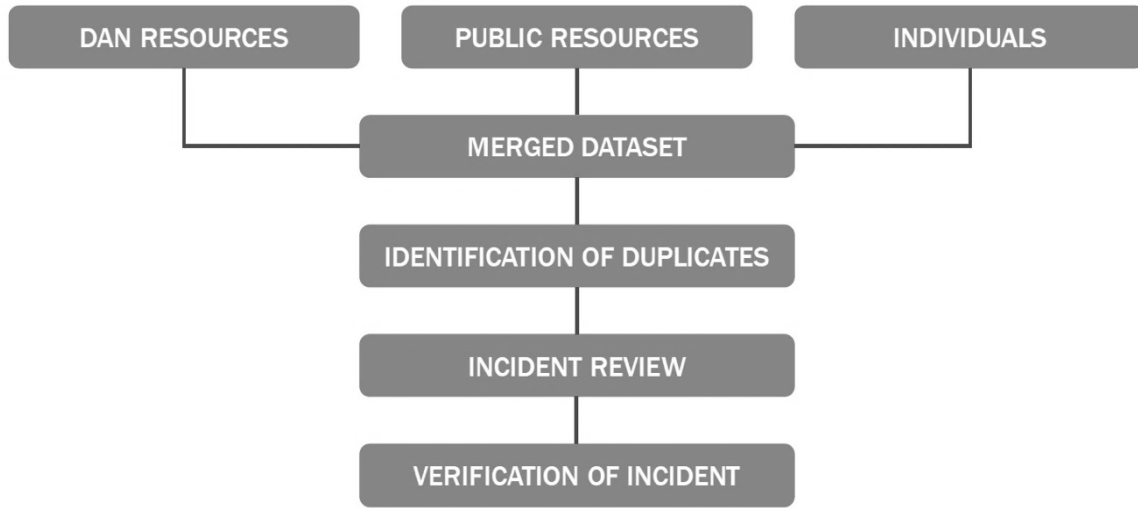 DAN RESOURCES
PUBLIC RESOURCES
INDIVIDUALS
MERGED DATASET
IDENTIFICATION OF DUPLICATES
INCIDENT REVIEW
VERIFICATION OF INCIDENT